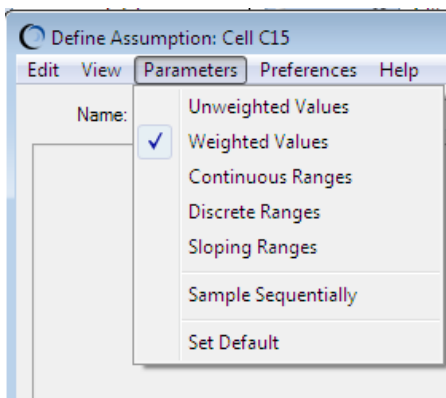 Define Assumption: Cell C15
Edit View Parameters Preferences Help
Name:
Unweighted Values
Weighted Values
Continuous Ranges
Discrete Ranges
Sloping Ranges
Sample Sequentially
Set Default